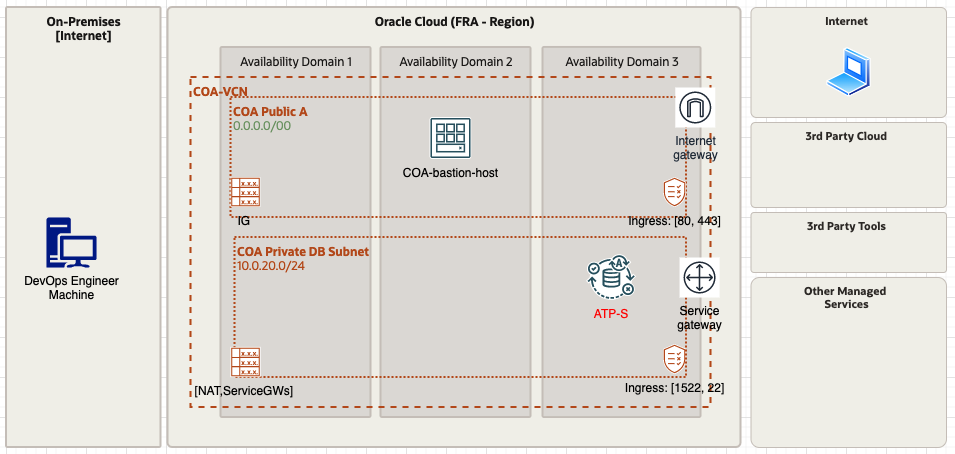 On-Premises
[Internet]
DevOps Engineer
Machine
Oracle Cloud (FRA - Region)
Availability Domain 1
Availability Domain 2
Availability Domain 3
COA-VCN
COA Public A
0.0.0.0/00
COA-bastion-host
Internet
gateway
IG
Ingress: [80, 443]
COA Private DB Subnet
10.0.20.0/24
ATP-S
Service
gateway
[NAT,ServiceGWs]
Ingress: [1522, 22]
Internet
3rd Party Cloud
3rd Party Tools
Other Managed
Services